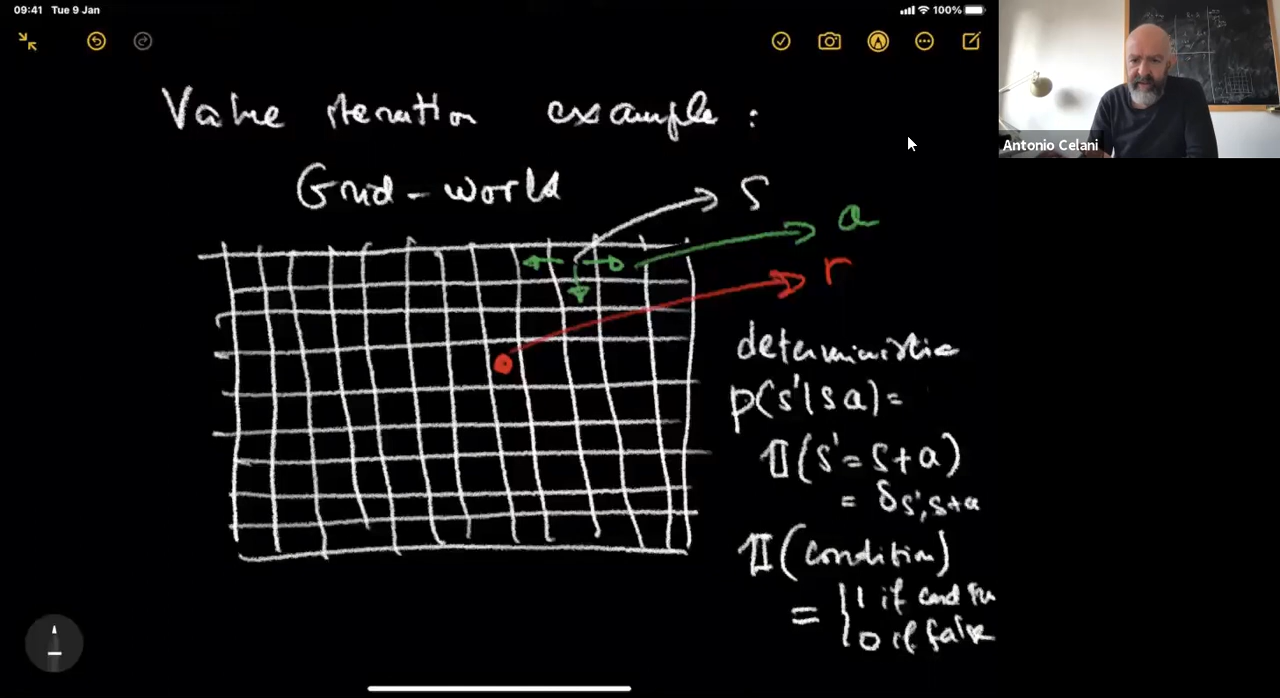 09:41 Tue 9 Jan
100%
Antonio Celani
Value iteration example :
Grid-world
s
a
r
deterministic
p(s'|sa)=
𝟙(s'=s+a)
= δs',s+a
𝟙(condition)
= { 1 if cond
0 if false